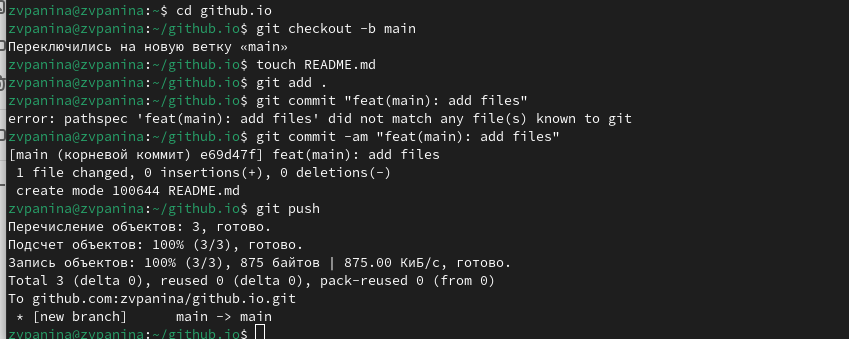 zvpanina@zvpanina:~$ cd github.io
zvpanina@zvpanina:~/github.io$ git checkout -b main
Переключились на новую ветку «main»
zvpanina@zvpanina:~/github.io$ touch README.md
zvpanina@zvpanina:~/github.io$ git add .
zvpanina@zvpanina:~/github.io$ git commit "feat(main): add files"
error: pathspec 'feat(main): add files' did not match any file(s) known to git
zvpanina@zvpanina:~/github.io$ git commit -am "feat(main): add files"
[main (корневой коммит) e69d47f] feat(main): add files
 1 file changed, 0 insertions(+), 0 deletions(-)
 create mode 100644 README.md
zvpanina@zvpanina:~/github.io$ git push
Перечисление объектов: 3, готово.
Подсчет объектов: 100% (3/3), готово.
Запись объектов: 100% (3/3), 875 байтов | 875.00 КиБ/с, готово.
Total 3 (delta 0), reused 0 (delta 0), pack-reused 0 (from 0)
To github.com:zvpanina/github.io.git
 * [new branch]      main -> main
zvpanina@zvpanina:~/github.io$